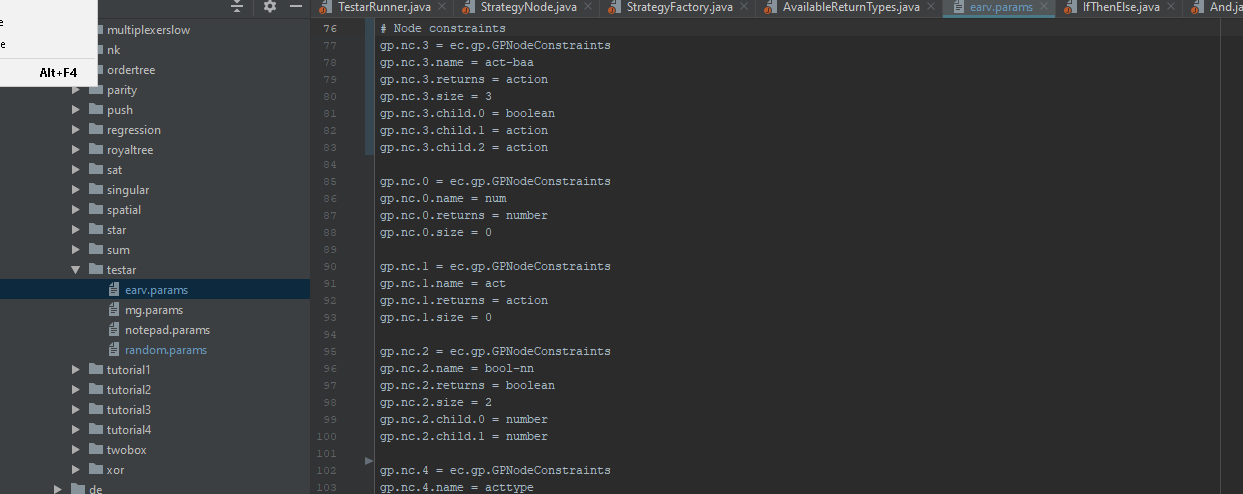 e
e
Alt+F4
multiplexerslow
nk
ordertree
parity
push
regression
royaltree
sat
singular
spatial
star
sum
testar
earv.params
mg.params
notepad.params
random.params
tutorial1
tutorial2
tutorial3
tutorial4
twobox
xor
de
TestarRunner.java StrategyNode.java StrategyFactory.java AvailableReturnTypes.java earv.params IfThenElse.java And.j
76 # Node constraints
77 gp.nc.3 = ec.gp.GPNodeConstraints
78 gp.nc.3.name = act-baa
79 gp.nc.3.returns = action
80 gp.nc.3.size = 3
81 gp.nc.3.child.0 = boolean
82 gp.nc.3.child.1 = action
83 gp.nc.3.child.2 = action
84
85 gp.nc.0 = ec.gp.GPNodeConstraints
86 gp.nc.0.name = num
87 gp.nc.0.returns = number
88 gp.nc.0.size = 0
89
90 gp.nc.1 = ec.gp.GPNodeConstraints
91 gp.nc.1.name = act
92 gp.nc.1.returns = action
93 gp.nc.1.size = 0
94
95 gp.nc.2 = ec.gp.GPNodeConstraints
96 gp.nc.2.name = bool-nn
97 gp.nc.2.returns = boolean
98 gp.nc.2.size = 2
99 gp.nc.2.child.0 = number
100 gp.nc.2.child.1 = number
101
102 gp.nc.4 = ec.gp.GPNodeConstraints
103 gp.nc.4.name = acttype